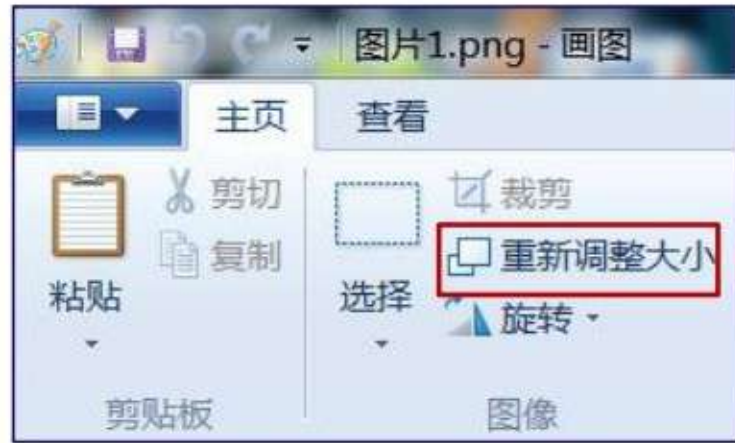 图片1.png - 画图
主页 查看
剪切
复制
粘贴
裁剪
重新调整大小
旋转
选择
剪贴板
图像